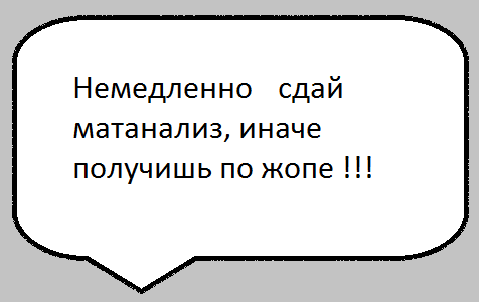 Немедленно сдай
матанализ, иначе
получишь по жопе !!!